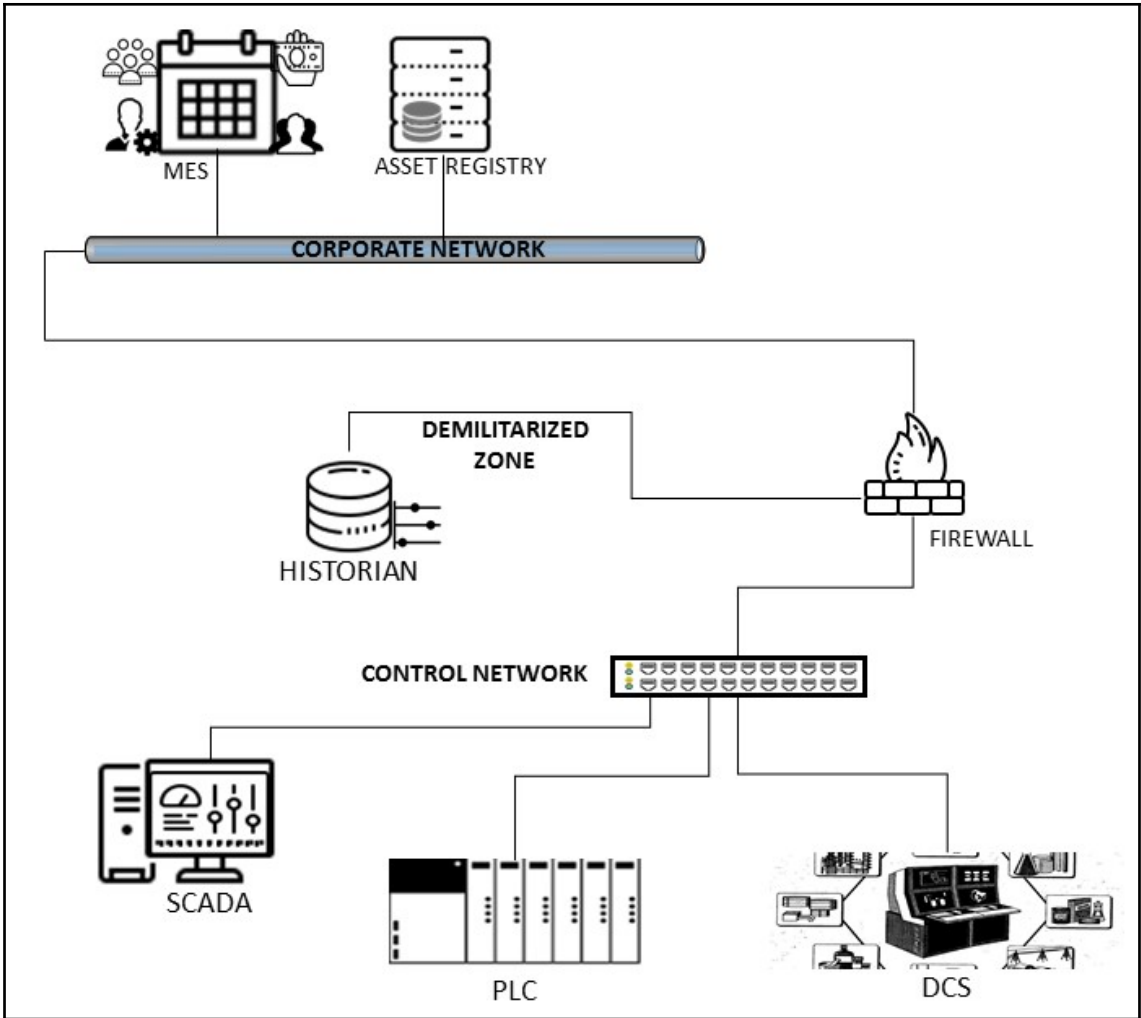 MES
ASSET REGISTRY
CORPORATE NETWORK
DEMILITARIZED
ZONE
HISTORIAN
FIREWALL
CONTROL NETWORK
SCADA
PLC
DCS